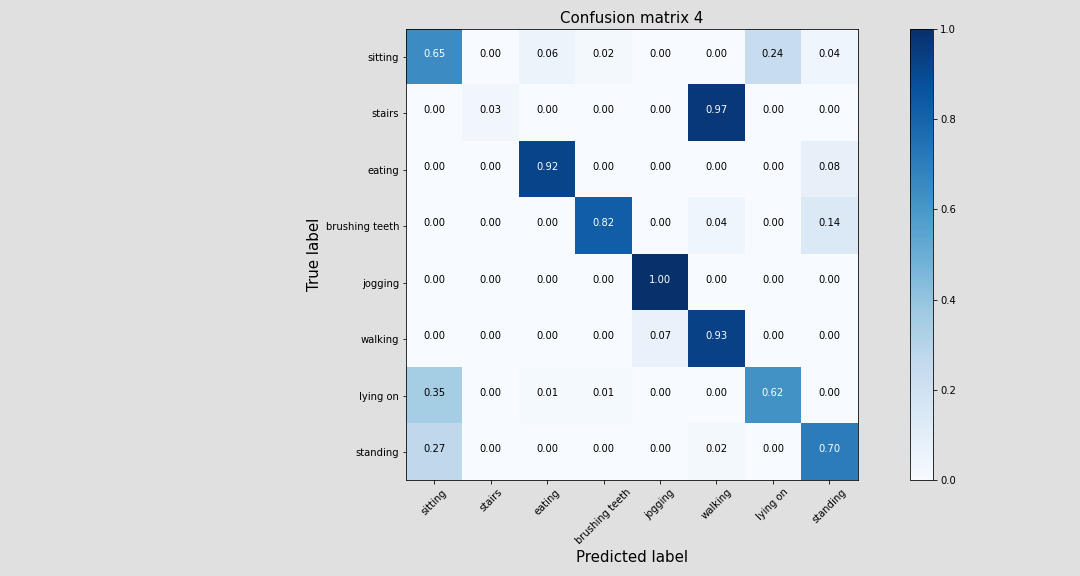 Confusion matrix 4
sitting 0.65 0.00 0.06 0.02 0.00 0.00 0.24 0.04
stairs 0.00 0.03 0.00 0.00 0.00 0.97 0.00 0.00
eating 0.00 0.00 0.92 0.00 0.00 0.00 0.00 0.08
brushing teeth 0.00 0.00 0.00 0.82 0.00 0.04 0.00 0.14
jogging 0.00 0.00 0.00 0.00 1.00 0.00 0.00 0.00
walking 0.00 0.00 0.00 0.00 0.07 0.93 0.00 0.00
lying on 0.35 0.00 0.01 0.01 0.00 0.00 0.62 0.00
standing 0.27 0.00 0.00 0.00 0.00 0.02 0.00 0.70
True label
sitting stairs eating brushing teeth jogging walking lying on standing
Predicted label
1.0
0.8
0.6
0.4
0.2
0.0